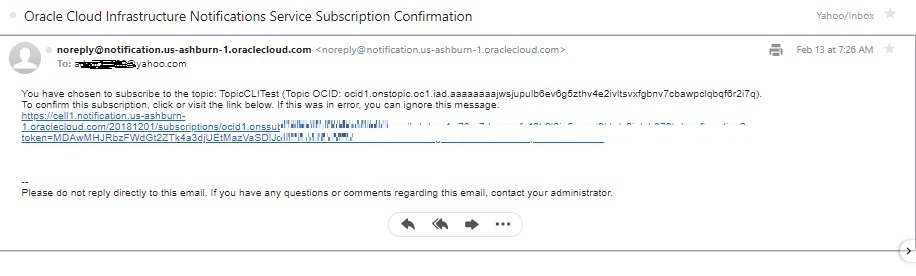 Oracle Cloud Infrastructure Notifications Service Subscription Confirmation
Yahoo/Inbox
noreply@notification.us-ashburn-1.oraclecloud.com <noreply@notification.us-ashburn-1.oraclecloud.com>
Feb 13 at 7:26 AM
To: yahoo.com
You have chosen to subscribe to the topic: TopicCLITest (Topic OCID: ocid1.onstopic.oc1.iad.aaaaaaaajwsjupulb6ev6g5zthv4e2ivltsvxfgbnv7cbawpclqbqf6r2i7q).
To confirm this subscription, click or visit the link below. If this was in error, you can ignore this message.
https://cell1.notification.us-ashburn-
1.oraclecloud.com/20181201/subscriptions/ocid1.onssub
token=MDAwMHJRbzFWdGt2ZTk4a3djUEtMazVaSDlJc
--
Please do not reply directly to this email. If you have any questions or comments regarding this email, contact your administrator.